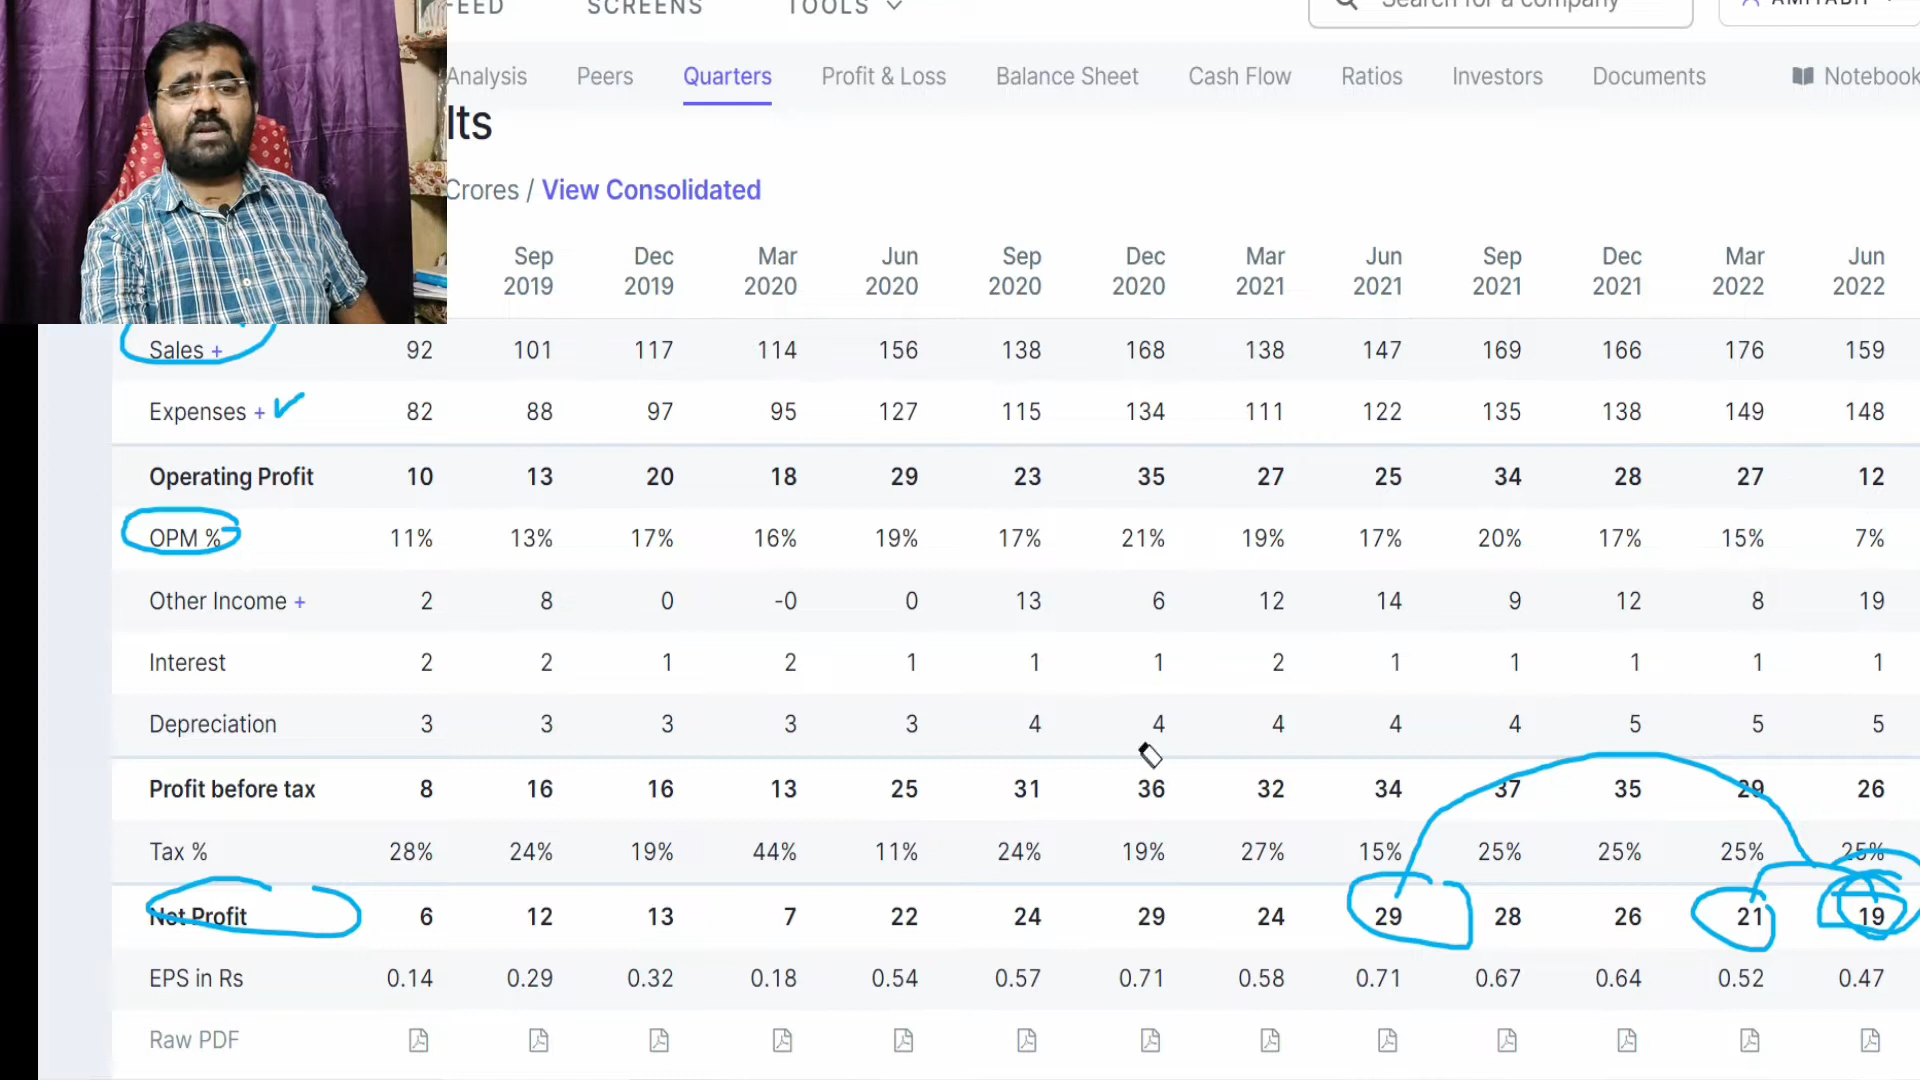 FEED SCREENS TOOLS Search for a company AMITABH
Analysis Peers Quarters Profit & Loss Balance Sheet Cash Flow Ratios Investors Documents Notebook
lts
Crores / View Consolidated
Sep Dec Mar Jun Sep Dec Mar Jun Sep Dec Mar Jun
2019 2019 2020 2020 2020 2020 2021 2021 2021 2021 2022 2022
Sales + 92 101 117 114 156 138 168 138 147 169 166 176 159
Expenses + 82 88 97 95 127 115 134 111 122 135 138 149 148
Operating Profit 10 13 20 18 29 23 35 27 25 34 28 27 12
OPM % 11% 13% 17% 16% 19% 17% 21% 19% 17% 20% 17% 15% 7%
Other Income + 2 8 0 -0 0 13 6 12 14 9 12 8 19
Interest 2 2 1 2 1 1 1 2 1 1 1 1 1
Depreciation 3 3 3 3 3 4 4 4 4 4 5 5 5
Profit before tax 8 16 16 13 25 31 36 32 34 37 35 29 26
Tax % 28% 24% 19% 44% 11% 24% 19% 27% 15% 25% 25% 25% 25%
Net Profit 6 12 13 7 22 24 29 24 29 28 26 21 19
EPS in Rs 0.14 0.29 0.32 0.18 0.54 0.57 0.71 0.58 0.71 0.67 0.64 0.52 0.47
Raw PDF